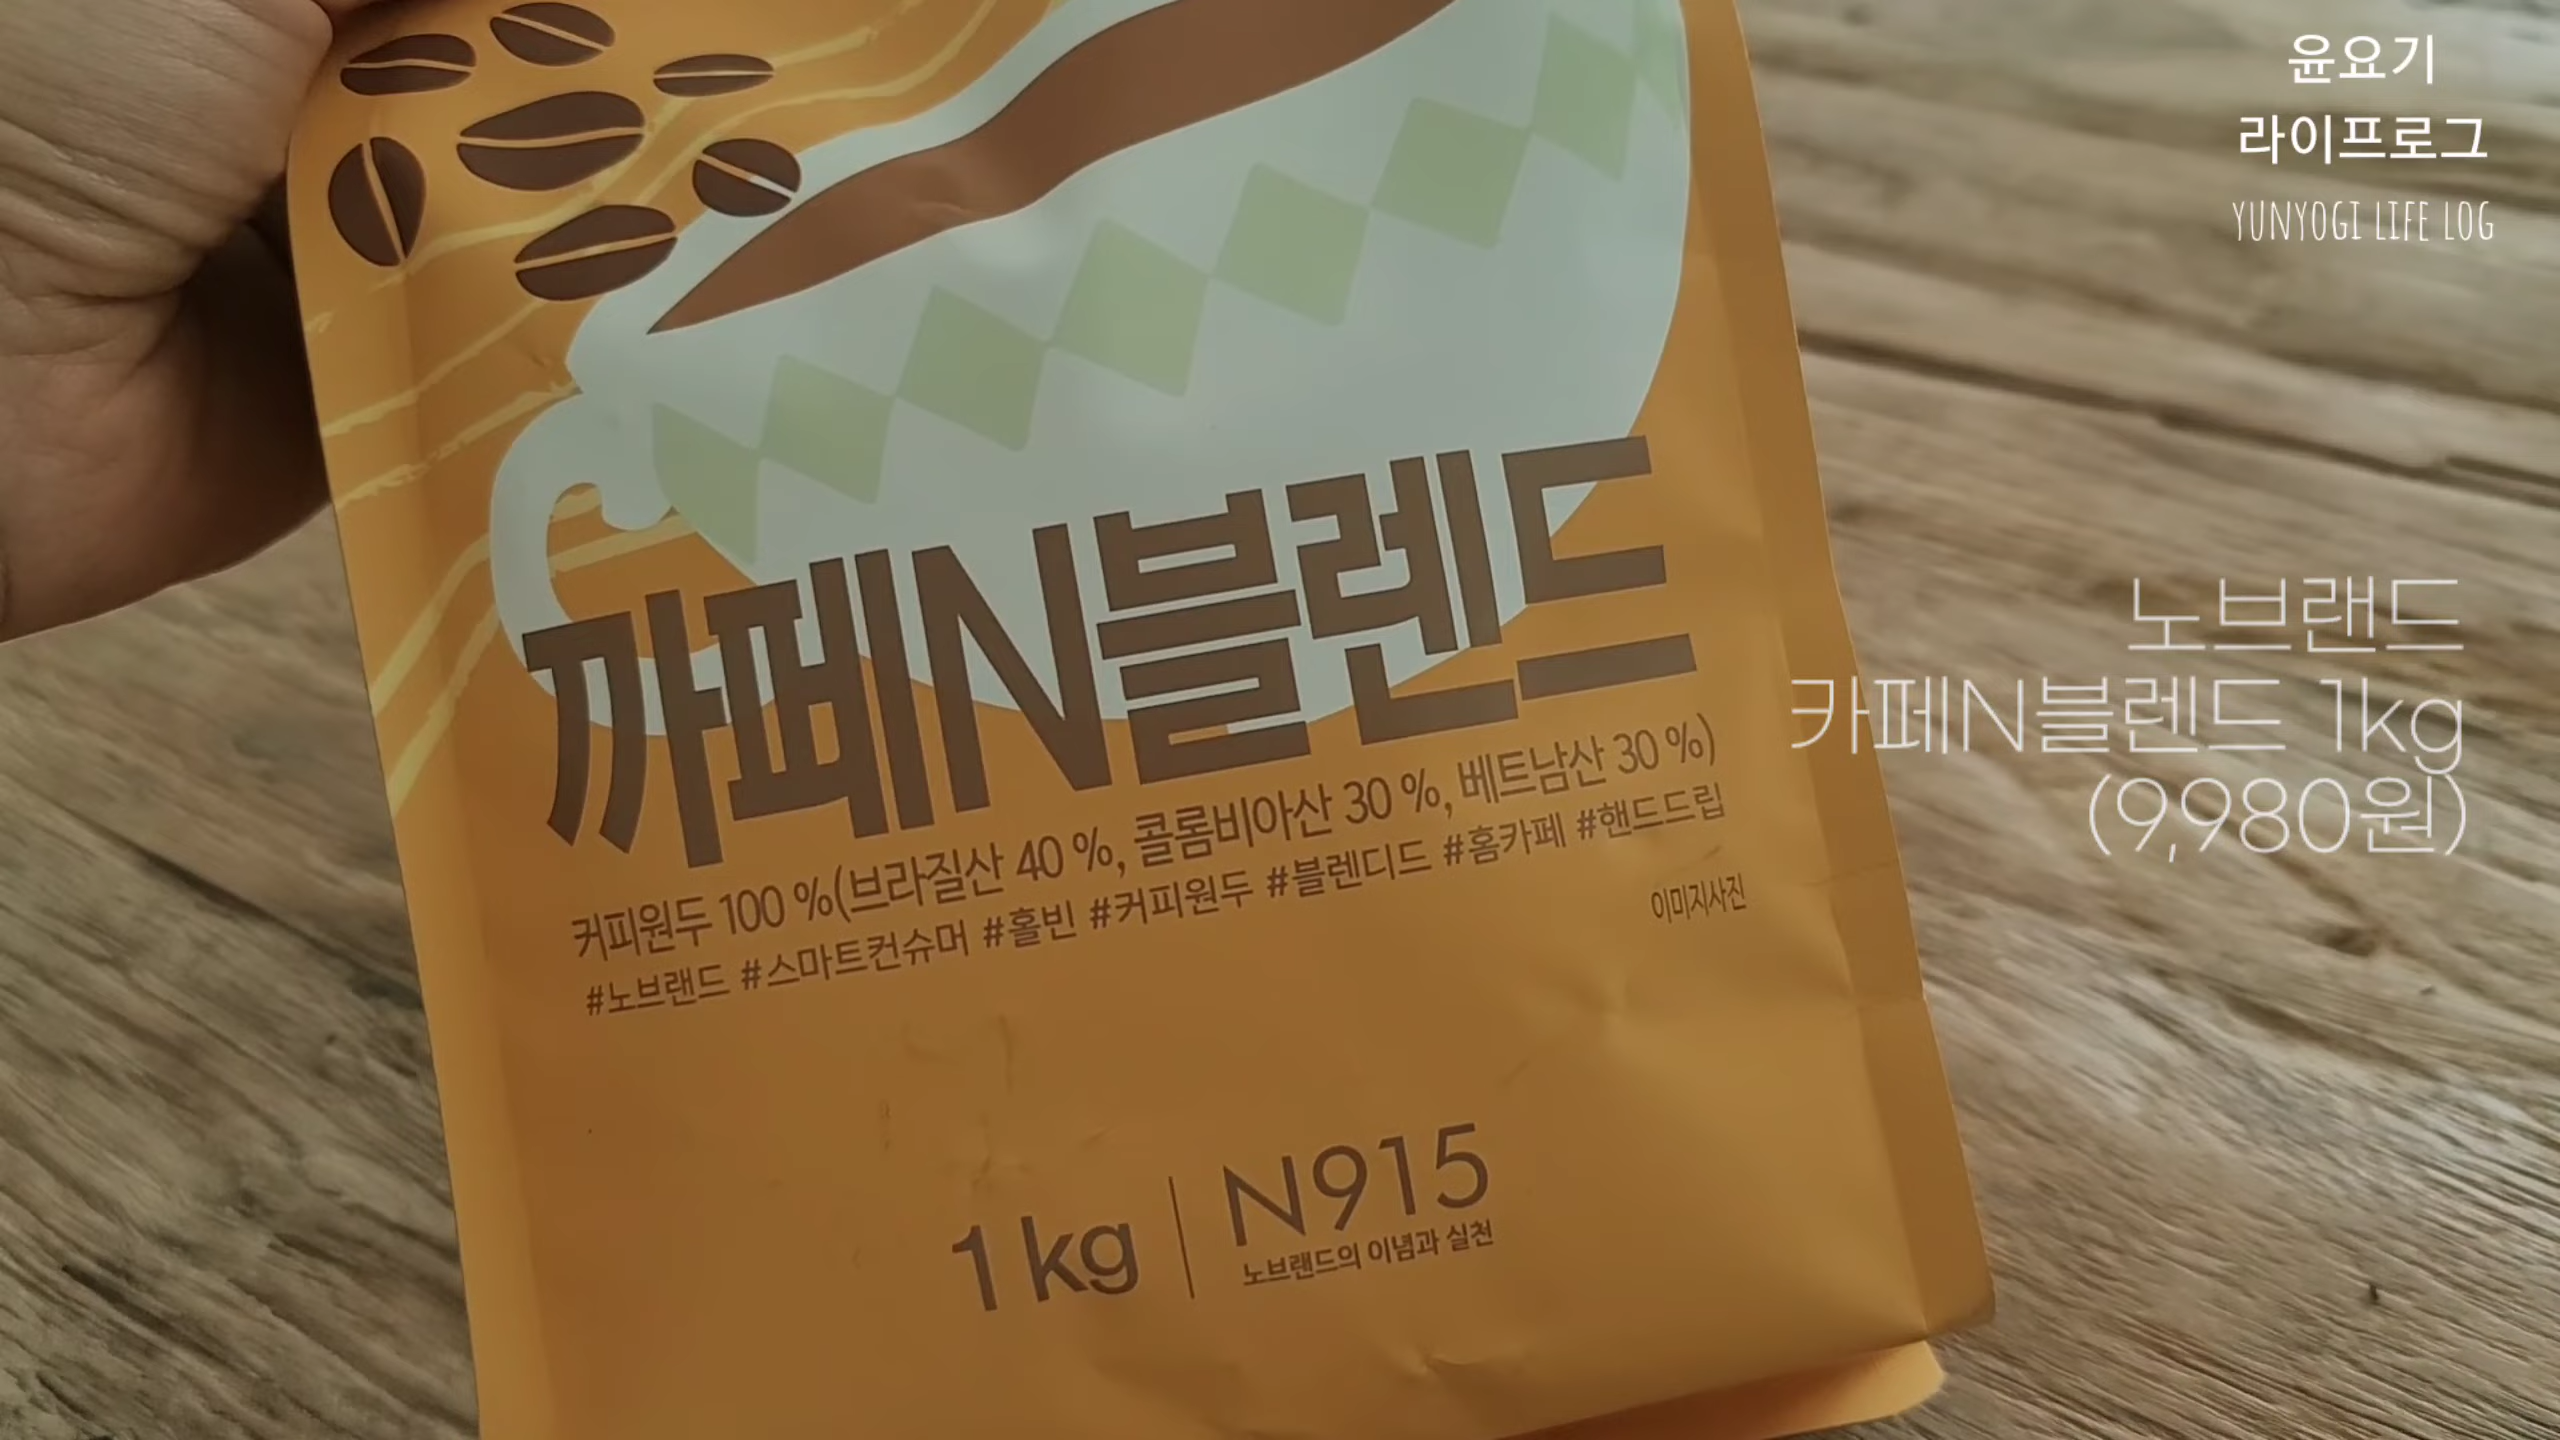 윤요기
라이프로그
YUNYOGI LIFE LOG
까페N블렌드
커피원두 100 %(브라질산 40 %, 콜롬비아산 30 %, 베트남산 30 %)
#노브랜드 #스마트컨슈머 #홀빈 #커피원두 #블렌디드 #홈카페 #핸드드립
이미지사진
노브랜드
카페N블렌드 1kg
(9,980원)
1 kg | N915
노브랜드의 이념과 실천